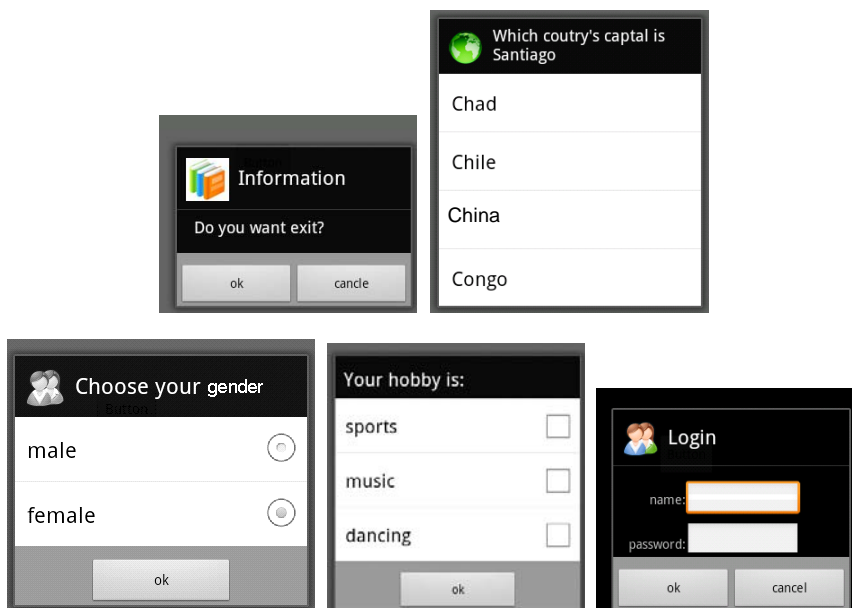 Information
Do you want exit?
ok
cancle
Which coutry's captal is
Santiago
Chad
Chile
China
Congo
Choose your gender
Button
male
female
ok
Your hobby is:
sports
music
dancing
ok
Login
name:
password:
ok
cancel